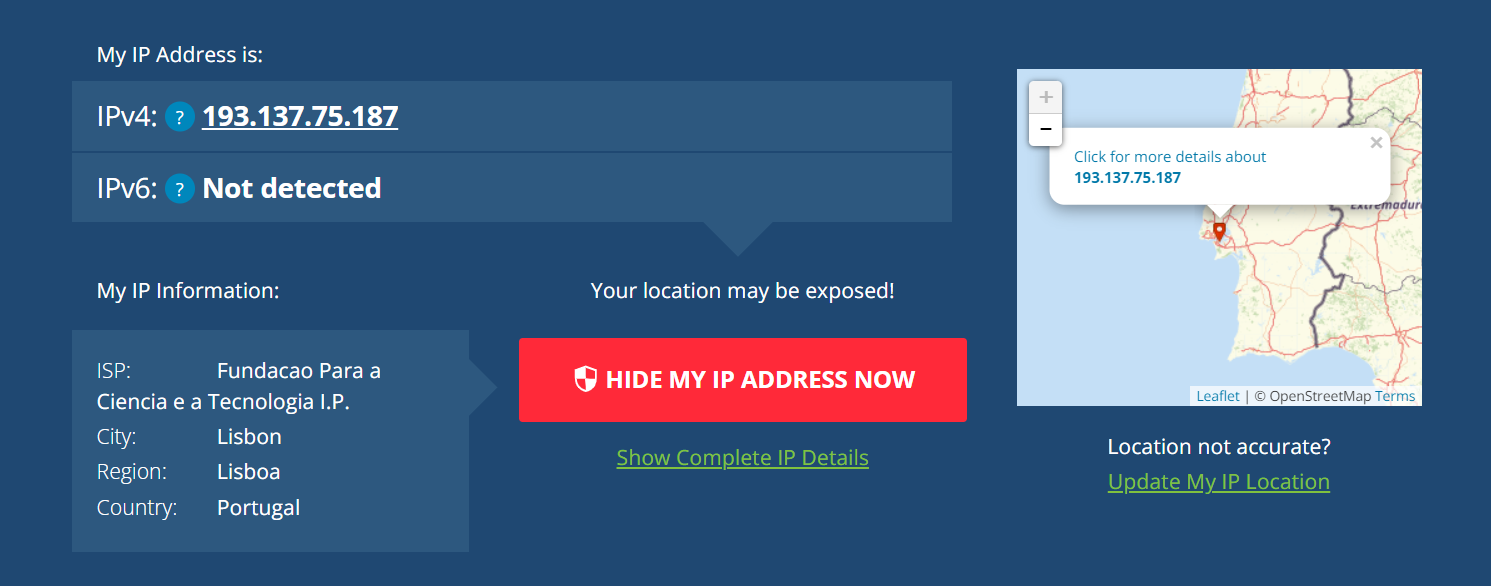 My IP Address is:
IPv4: ? 193.137.75.187
IPv6: ? Not detected
My IP Information:
ISP: Fundacao Para a
Ciencia e a Tecnologia I.P.
City: Lisbon
Region: Lisboa
Country: Portugal
Your location may be exposed!
HIDE MY IP ADDRESS NOW
Show Complete IP Details
+
−
Click for more details about
193.137.75.187
×
Extremadur
Leaflet | © OpenStreetMap Terms
Location not accurate?
Update My IP Location